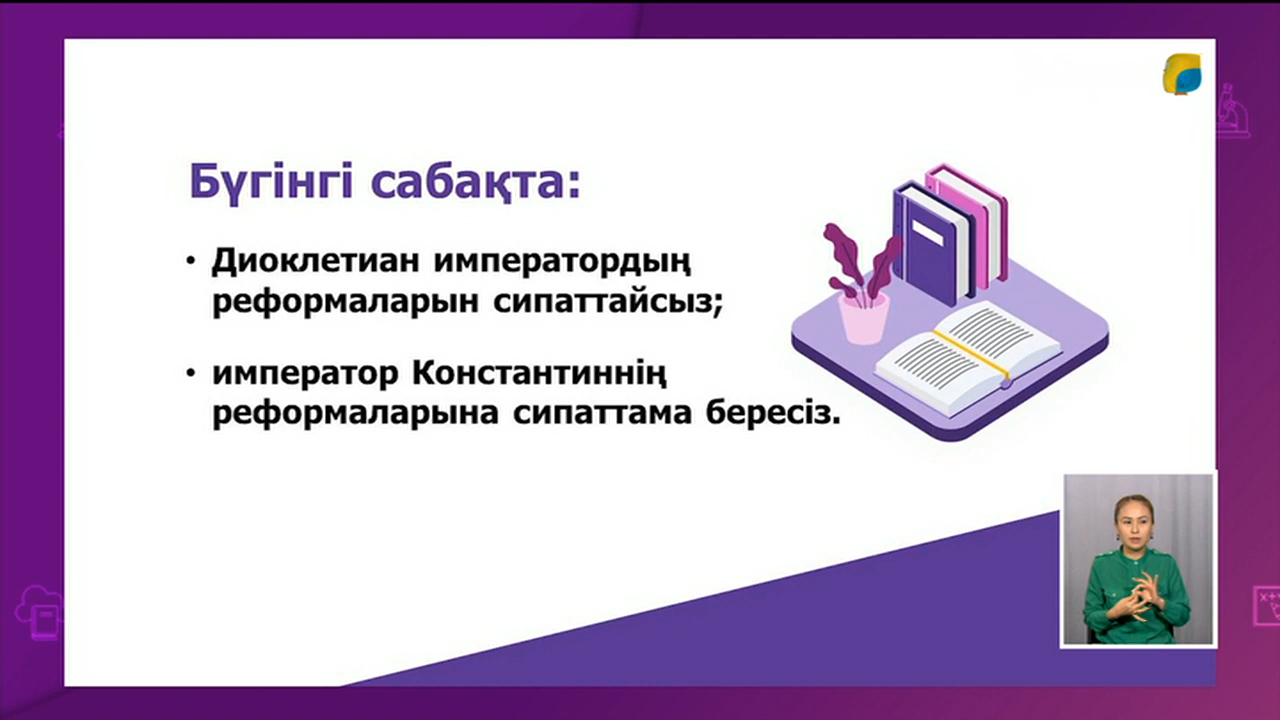 Бүгінгі сабақта:
• Диоклетиан императордың
реформаларын сипаттайсыз;
• император Константиннің
реформаларына сипаттама бересіз.